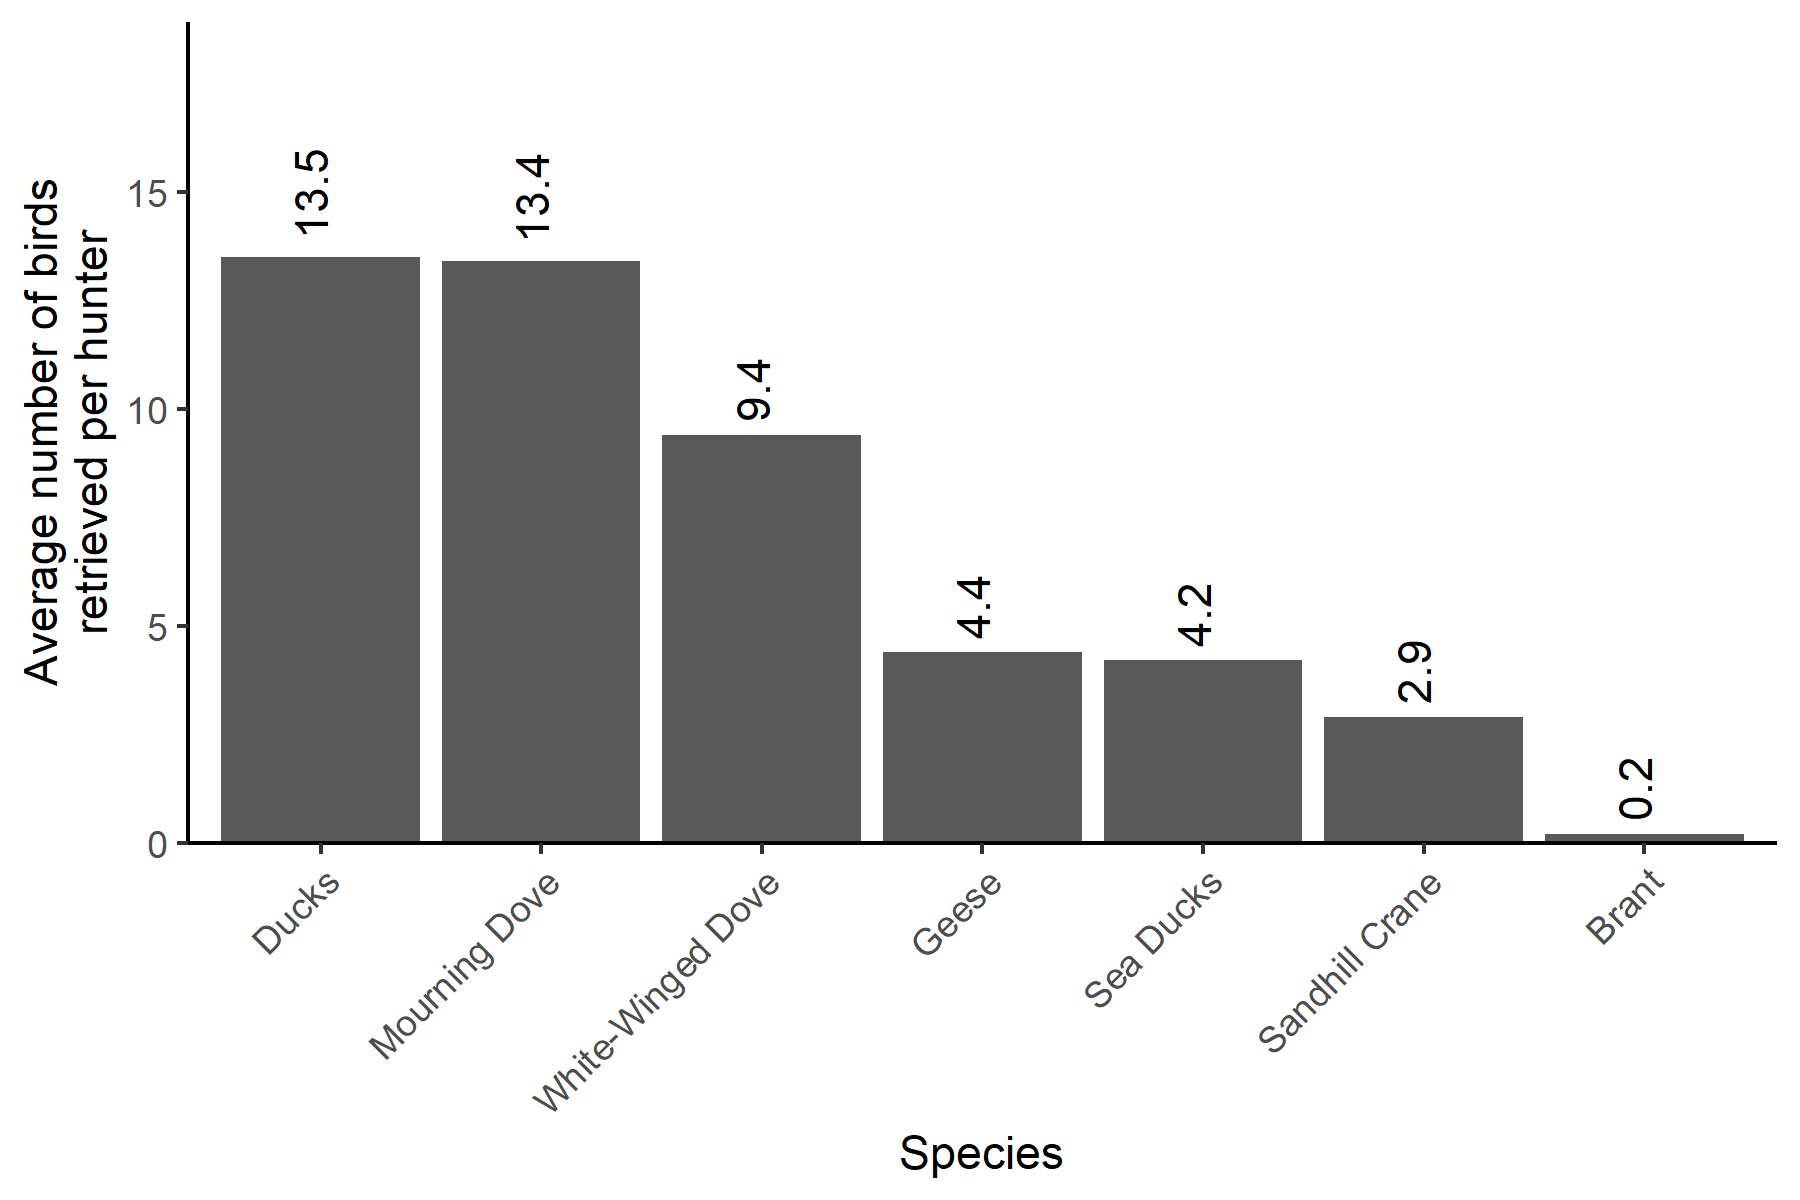 Average number of birds
retrieved per hunter
15
10
5
0
13.5
13.4
9.4
4.4
4.2
2.9
0.2
Ducks
Mourning Dove
White-Winged Dove
Geese
Sea Ducks
Sandhill Crane
Brant
Species